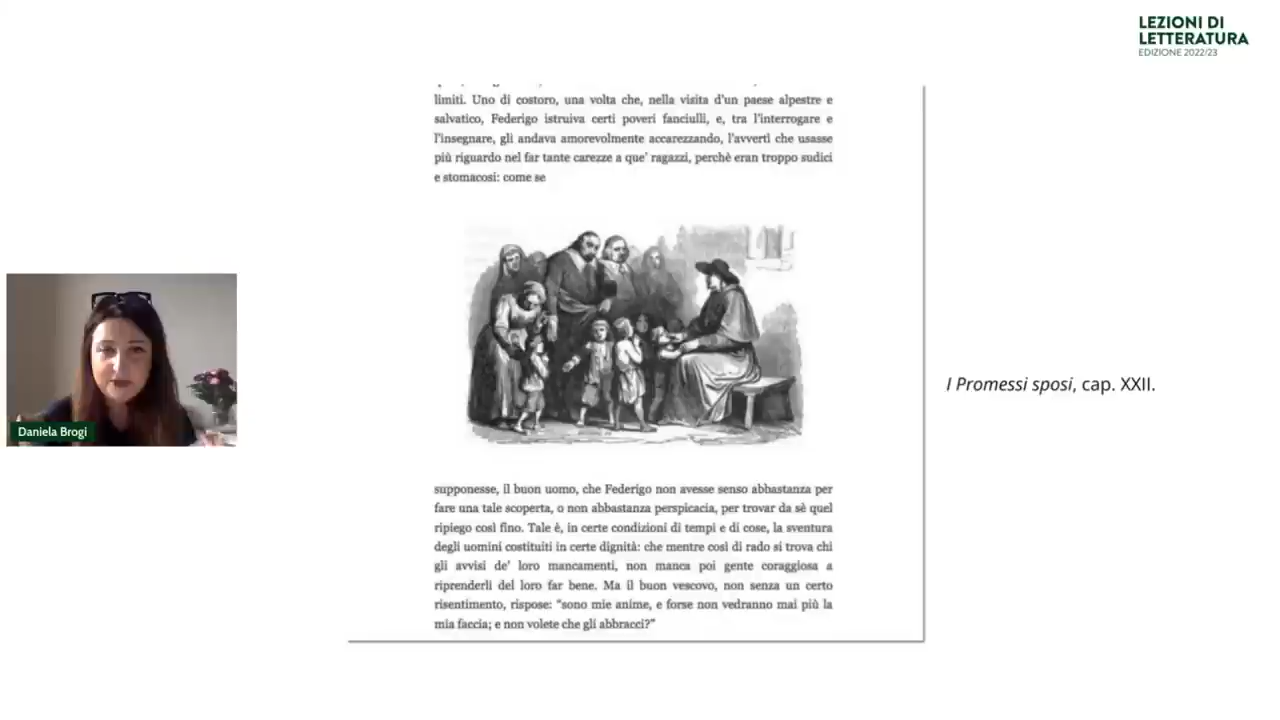 LEZIONI DI
LETTERATURA
EDIZIONE 2022/23
limiti. Uno di costoro, una volta che, nella visita d'un paese alpestre e
salvatico, Federigo istruiva certi poveri fanciulli, e, tra l'interrogare e
l'insegnare, gli andava amorevolmente accarezzando, l'avvertì che usasse
più riguardo nel far tante carezze a que' ragazzi, perchè eran troppo sudici
e stomacosi: come se
supponesse, il buon uomo, che Federigo non avesse senso abbastanza per
fare una tale scoperta, o non abbastanza perspicacia, per trovar da sè quel
ripiego così fino. Tale è, in certe condizioni di tempi e di cose, la sventura
degli uomini costituiti in certe dignità: che mentre così di rado si trova chi
gli avvisi de' loro mancamenti, non manca poi gente coraggiosa a
riprenderli del loro far bene. Ma il buon vescovo, non senza un certo
risentimento, rispose: “sono mie anime, e forse non vedranno mai più la
mia faccia; e non volete che gli abbracci?”
I Promessi sposi, cap. XXII.
Daniela Brogi